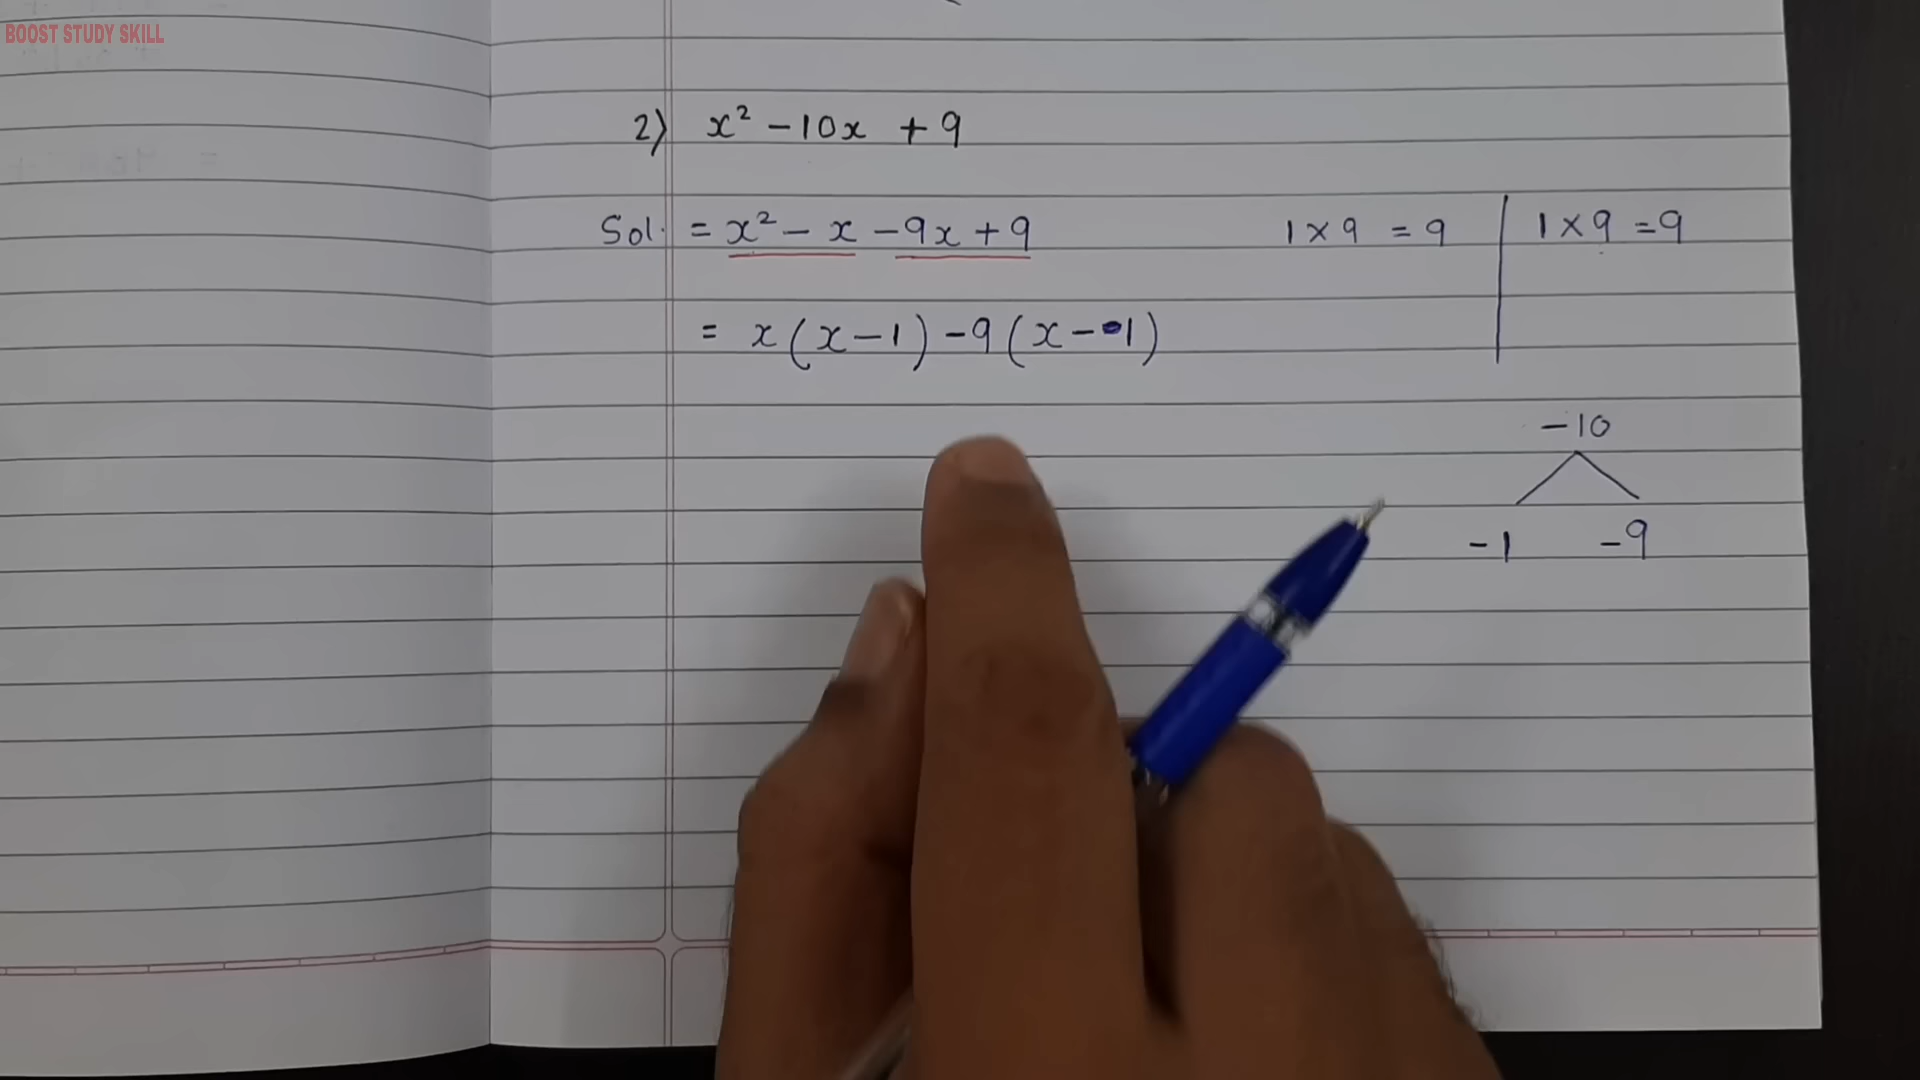 BOOST STUDY SKILL
2) x² - 10x + 9
Sol. = x² - x - 9x + 9
1 × 9 = 9 | 1 × 9 = 9
= x(x - 1) - 9(x - 1)
-10
-1 -9